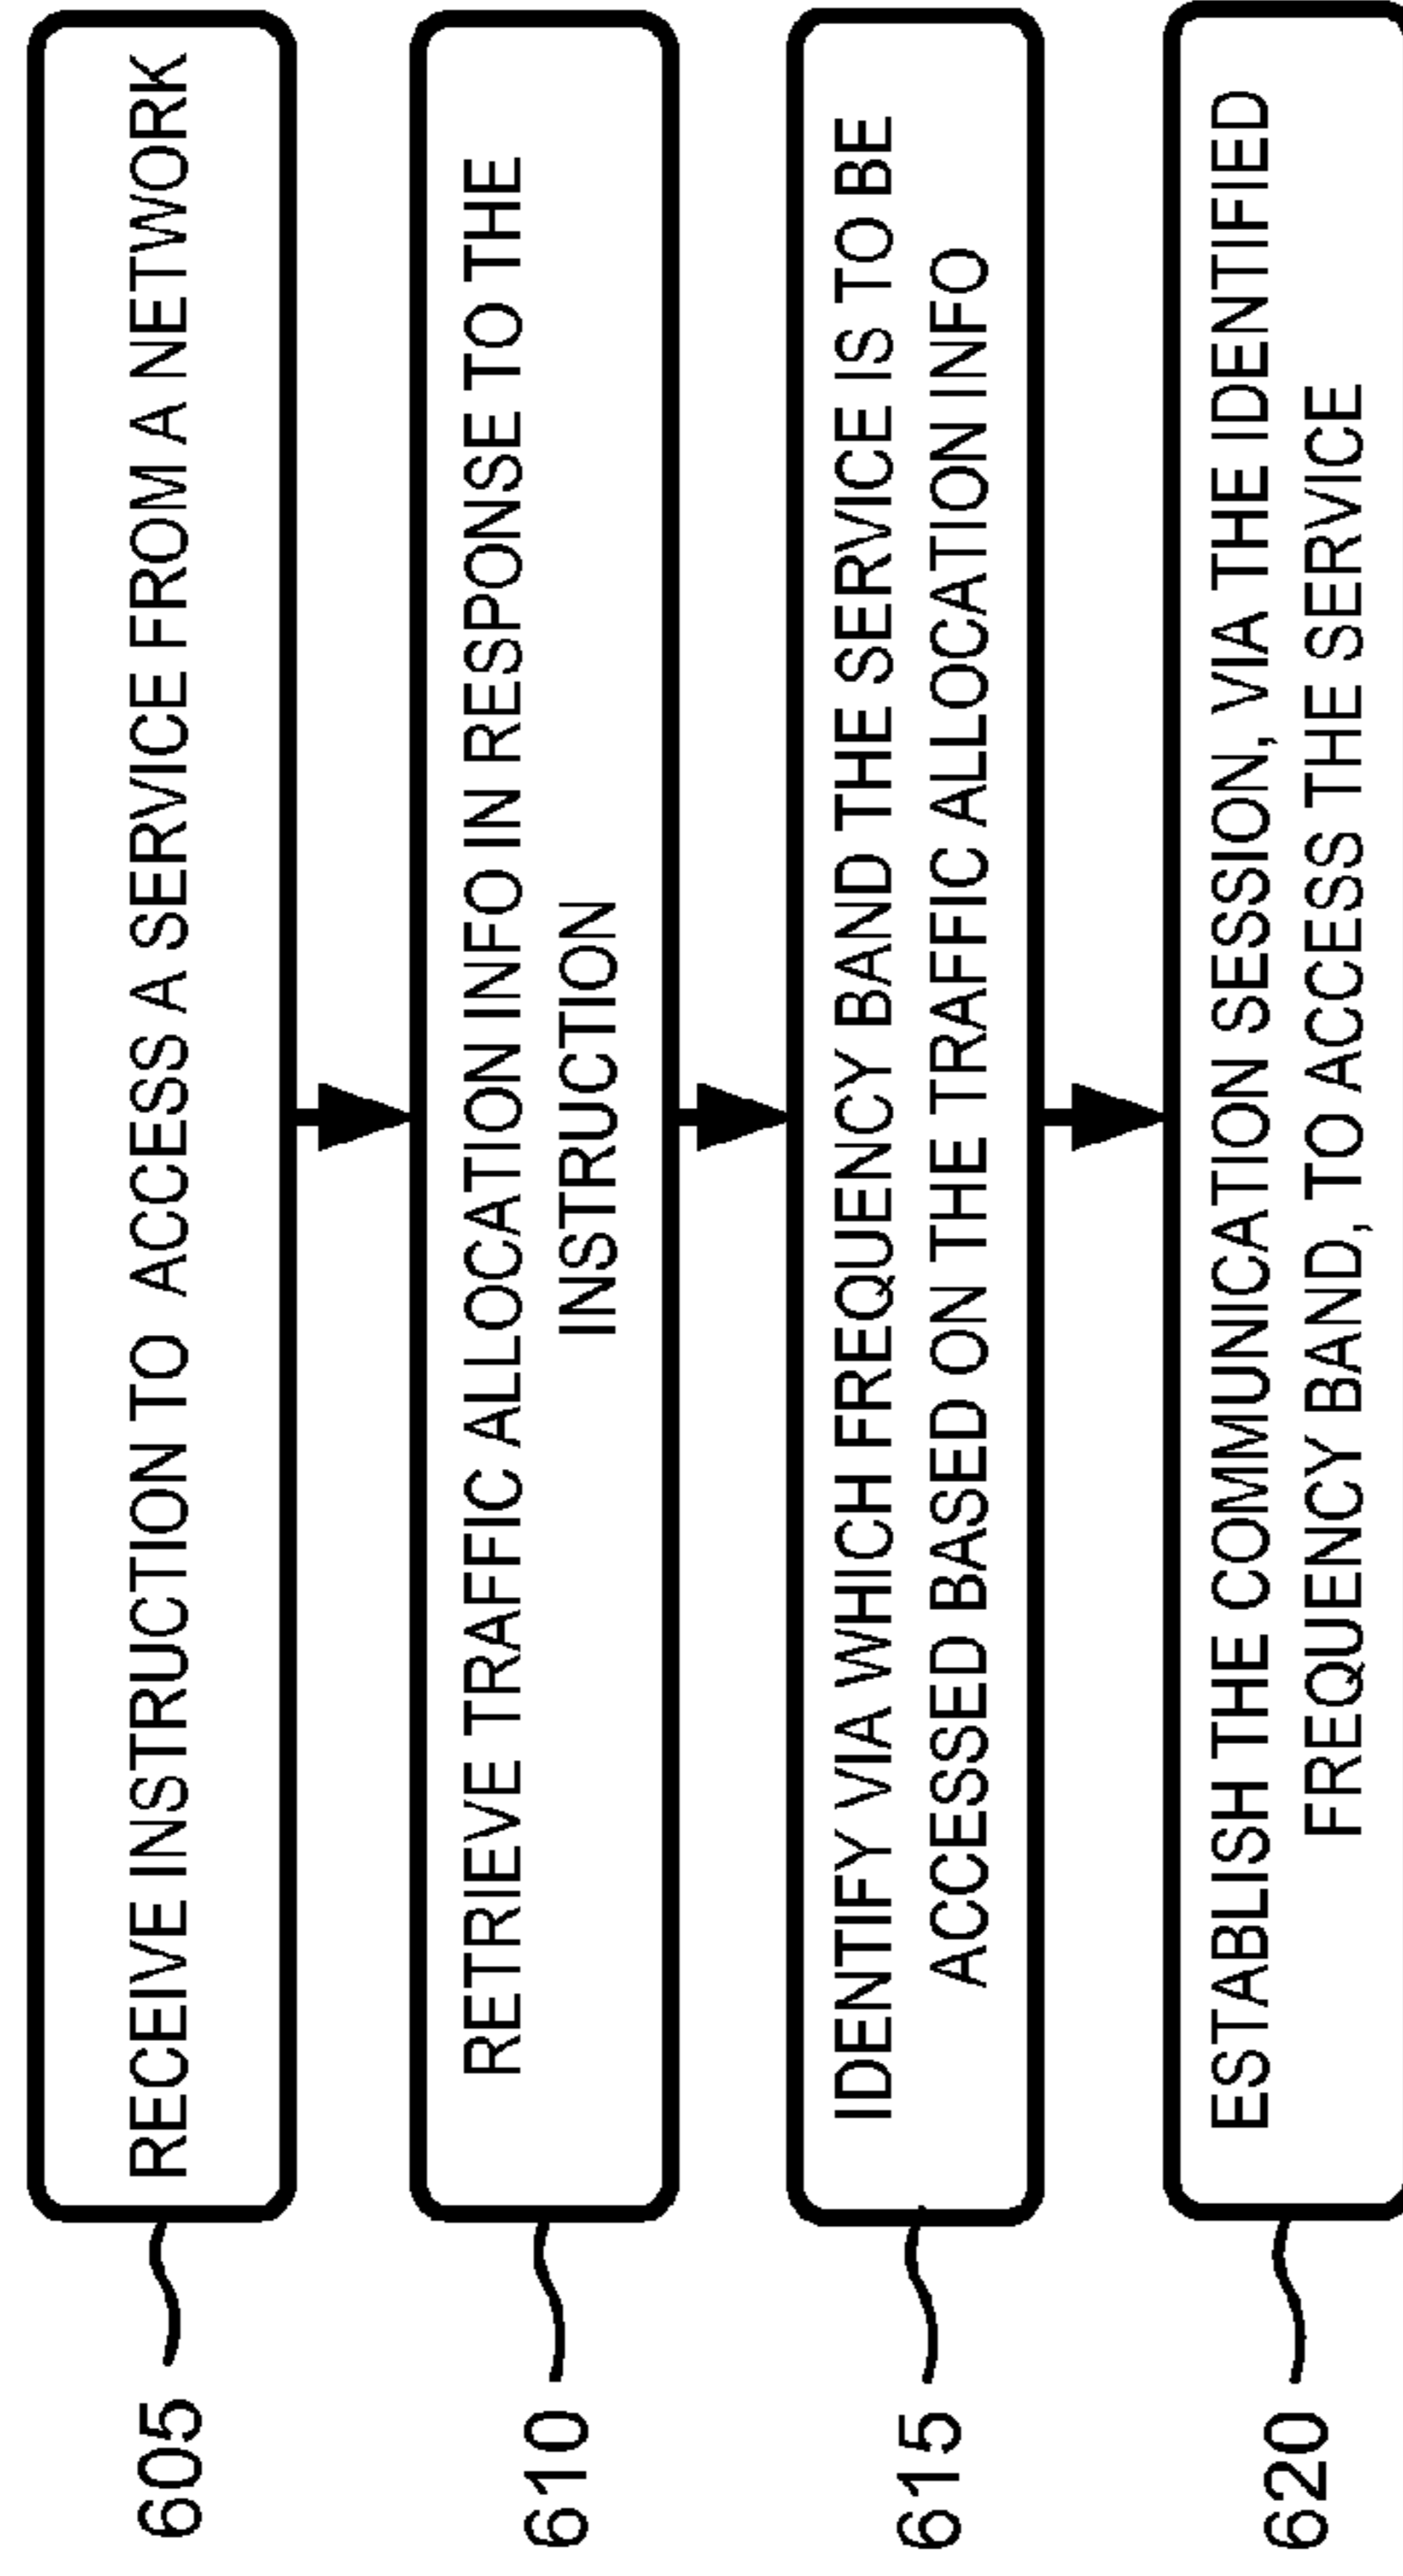 605
RECEIVE INSTRUCTION TO ACCESS A SERVICE FROM A NETWORK
610
RETRIEVE TRAFFIC ALLOCATION INFO IN RESPONSE TO THE
INSTRUCTION
615
IDENTIFY VIA WHICH FREQUENCY BAND THE SERVICE IS TO BE
ACCESSED BASED ON THE TRAFFIC ALLOCATION INFO
620
ESTABLISH THE COMMUNICATION SESSION, VIA THE IDENTIFIED
FREQUENCY BAND, TO ACCESS THE SERVICE